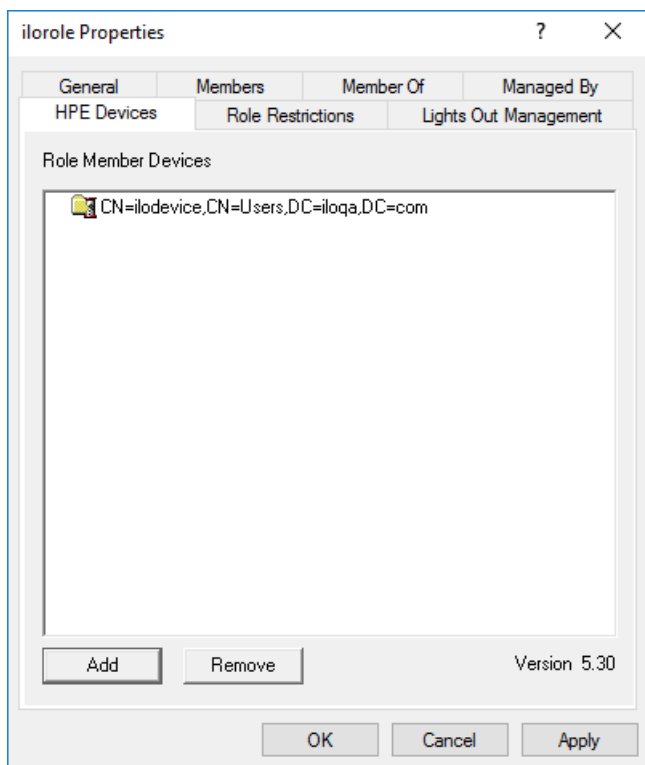 ilorole Properties ? X
General Members Member Of Managed By
HPE Devices Role Restrictions Lights Out Management
Role Member Devices
CN=ilodevice,CN=Users,DC=iloqa,DC=com
Add Remove Version 5.30
OK Cancel Apply